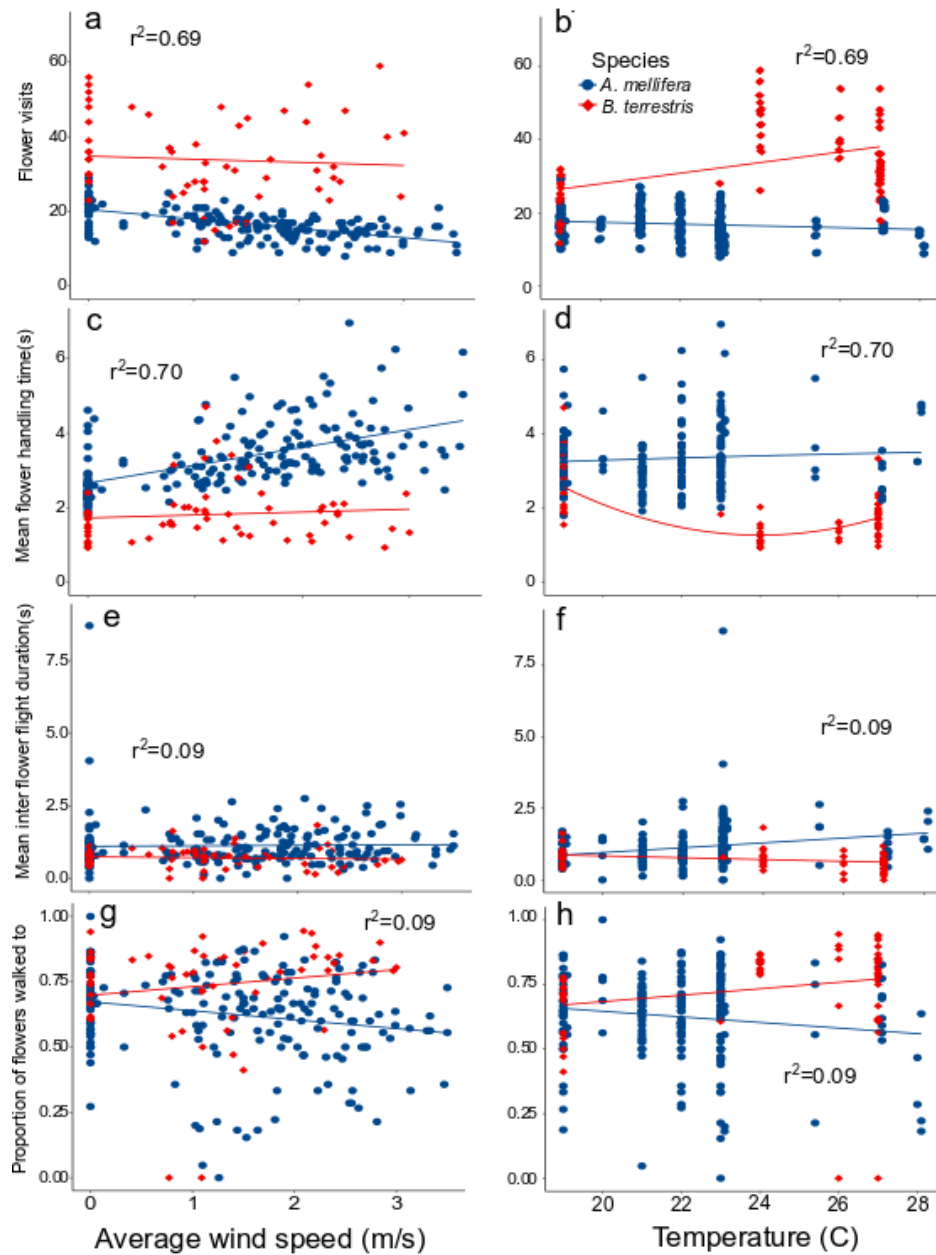 a
r²=0.69
Flower visits
60
40
20
0
b
r²=0.69
Species
A. mellifera
B. terrestris
60
40
20
0
c
r²=0.70
Mean flower handling time(s)
6
4
2
0
d
r²=0.70
6
4
2
0
e
r²=0.09
Mean inter flower flight duration(s)
7.5
5.0
2.5
0.0
f
r²=0.09
7.5
5.0
2.5
0.0
g
r²=0.09
Proportion of flowers walked to
1.00
0.75
0.50
0.25
0.00
0 1 2 3
Average wind speed (m/s)
h
r²=0.09
1.00
0.75
0.50
0.25
0.00
20 22 24 26 28
Temperature (C)